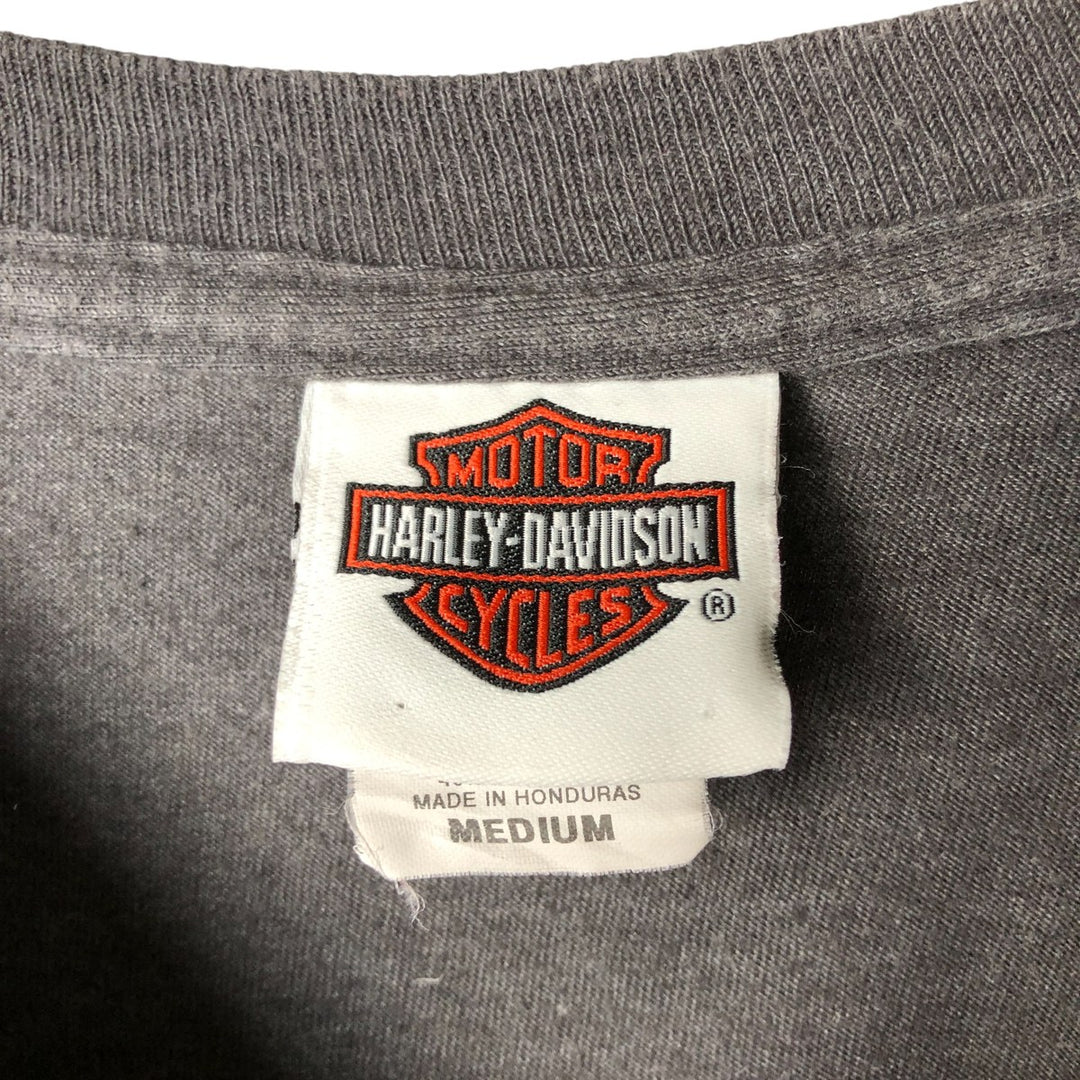 MOTOR
HARLEY-DAVIDSON
CYCLES
®
MADE IN HONDURAS
MEDIUM